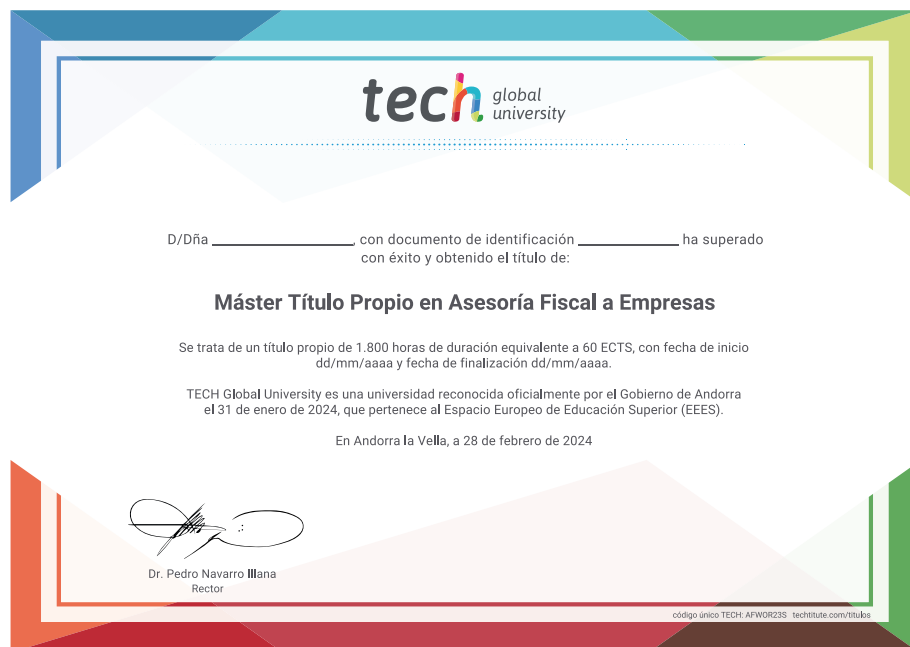 tech global university
D/Dña ______________, con documento de identificación __________ ha superado
con éxito y obtenido el título de:
Máster Título Propio en Asesoría Fiscal a Empresas
Se trata de un título propio de 1.800 horas de duración equivalente a 60 ECTS, con fecha de inicio
dd/mm/aaaa y fecha de finalización dd/mm/aaaa.
TECH Global University es una universidad reconocida oficialmente por el Gobierno de Andorra
el 31 de enero de 2024, que pertenece al Espacio Europeo de Educación Superior (EEES).
En Andorra la Vella, a 28 de febrero de 2024
Dr. Pedro Navarro Illana
Rector
código único TECH: AFWOR23S techtitute.com/titulos